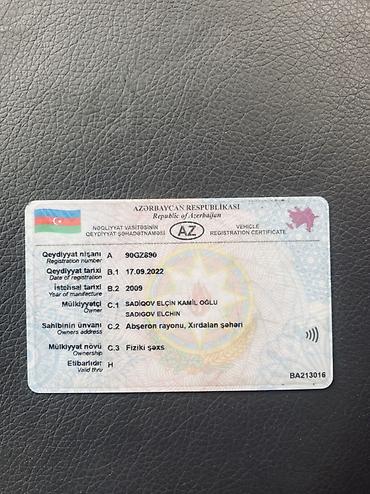 AZƏRBAYCAN RESPUBLİKASI
Republic of Azerbaijan
NƏQLİYYAT VASİTƏSİNİN
QEYDİYYAT ŞƏHADƏTNAMƏSİ
AZ
VEHICLE
REGISTRATION CERTIFICATE
Qeydiyyat nişanı A 90GZ890
Registration number
Qeydiyyat tarixi B.1 17.09.2022
Date of registration
İstehsal tarixi B.2 2009
Year of manfecture
Mülkiyyətçi C.1 SADİQOV ELÇİN KAMİL OĞLU
Owner SADIGOV ELCHIN
Sahibinin ünvanı C.2 Abşeron rayonu, Xırdalan şəhəri
Owners address
Mülkiyyət növü C.3 Fiziki şəxs
Ownership
Etibarlıdır H
Valid thru
BA213016